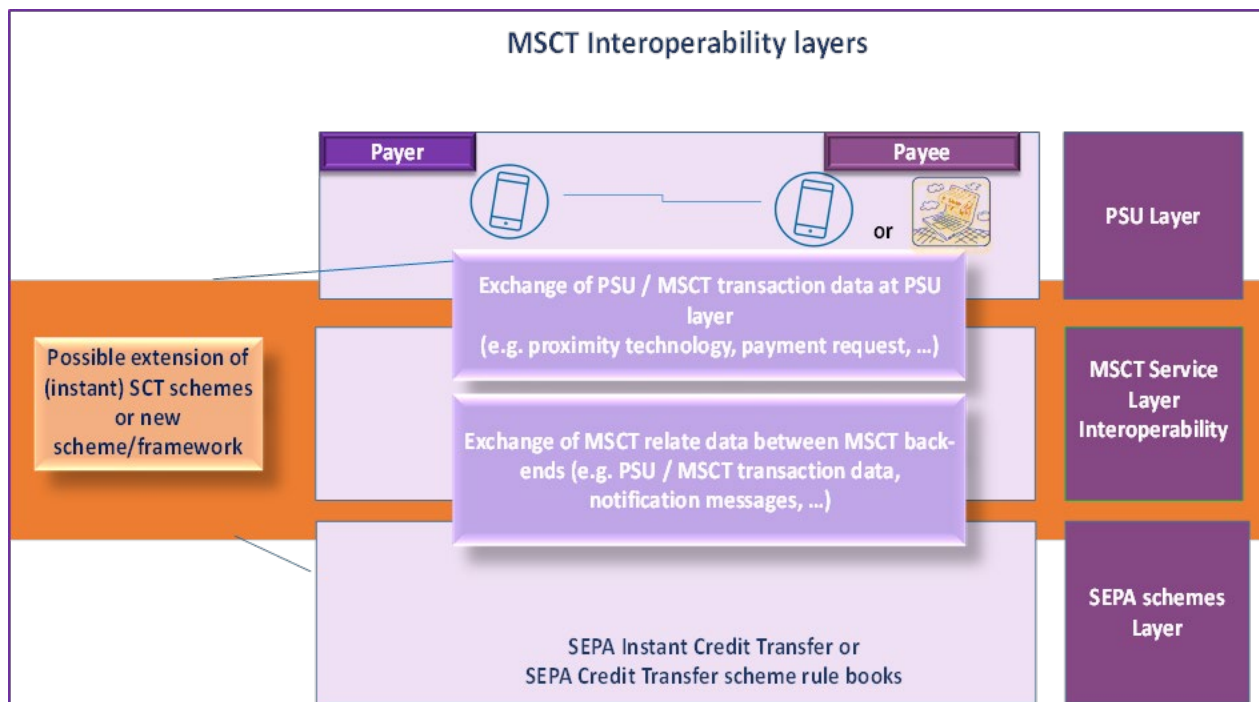 MSCT Interoperability layers
Payer
Payee
or
PSU Layer
Exchange of PSU / MSCT transaction data at PSU
layer
(e.g. proximity technology, payment request, ...)
Possible extension of
(instant) SCT schemes
or new
scheme/framework
MSCT Service
Layer
Interoperability
Exchange of MSCT relate data between MSCT back-
ends (e.g. PSU / MSCT transaction data,
notification messages, ...)
SEPA schemes
Layer
SEPA Instant Credit Transfer or
SEPA Credit Transfer scheme rule books